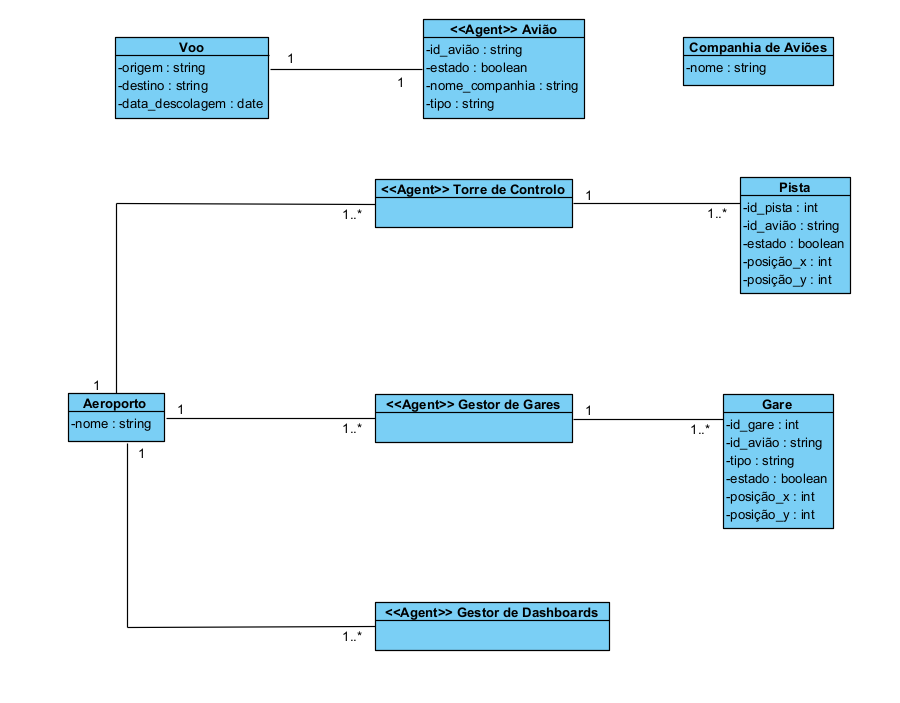 Voo
-origem : string
-destino : string
-data_descolagem : date
1
1
<<Agent>> Avião
-id_avião : string
-estado : boolean
-nome_companhia : string
-tipo : string
Companhia de Aviões
-nome : string
<<Agent>> Torre de Controlo
1..*
1
1..*
Pista
-id_pista : int
-id_avião : string
-estado : boolean
-posição_x : int
-posição_y : int
1
Aeroporto
-nome : string
1
1..*
<<Agent>> Gestor de Gares
1
1..*
Gare
-id_gare : int
-id_avião : string
-tipo : string
-estado : boolean
-posição_x : int
-posição_y : int
1
1..*
<<Agent>> Gestor de Dashboards